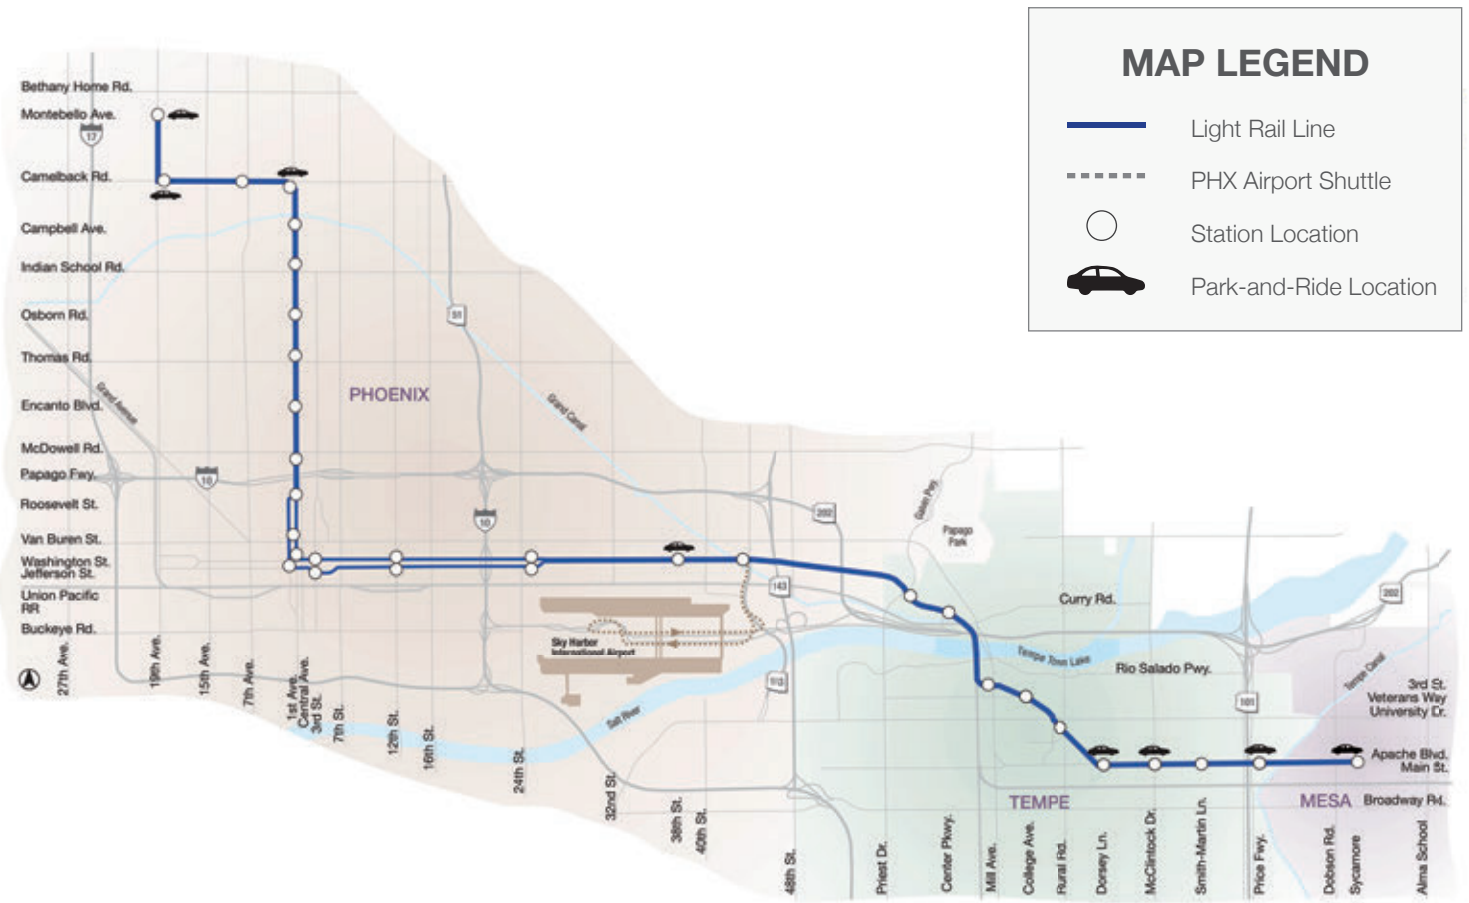 MAP LEGEND
Light Rail Line
PHX Airport Shuttle
Station Location
Park-and-Ride Location
Bethany Home Rd.
Montebello Ave.
17
Camelback Rd.
Campbell Ave.
Indian School Rd.
Osborn Rd.
51
Thomas Rd.
Grand Avenue
PHOENIX
Grand Canal
Encanto Blvd.
McDowell Rd.
Papago Fwy.
10
Roosevelt St.
10
202
Galvin Pwy.
Papago
Park
Van Buren St.
Washington St.
Jefferson St.
143
202
Union Pacific
RR
Curry Rd.
Buckeye Rd.
Sky Harbor
International Airport
Tempe Town Lake
Rio Salado Pwy.
Tempe Canal
101
Salt River
3rd St.
Veterans Way
University Dr.
Apache Blvd.
Main St.
TEMPE
MESA
Broadway Rd.
27th Ave.
19th Ave.
15th Ave.
7th Ave.
1st Ave.
Central Ave.
3rd St.
7th St.
12th St.
16th St.
24th St.
32nd St.
38th St.
40th St.
48th St.
Priest Dr.
Center Pkwy.
Mill Ave.
College Ave.
Rural Rd.
Dorsey Ln.
McClintock Dr.
Smith-Martin Ln.
Price Fwy.
Dobson Rd.
Sycamore
Alma School